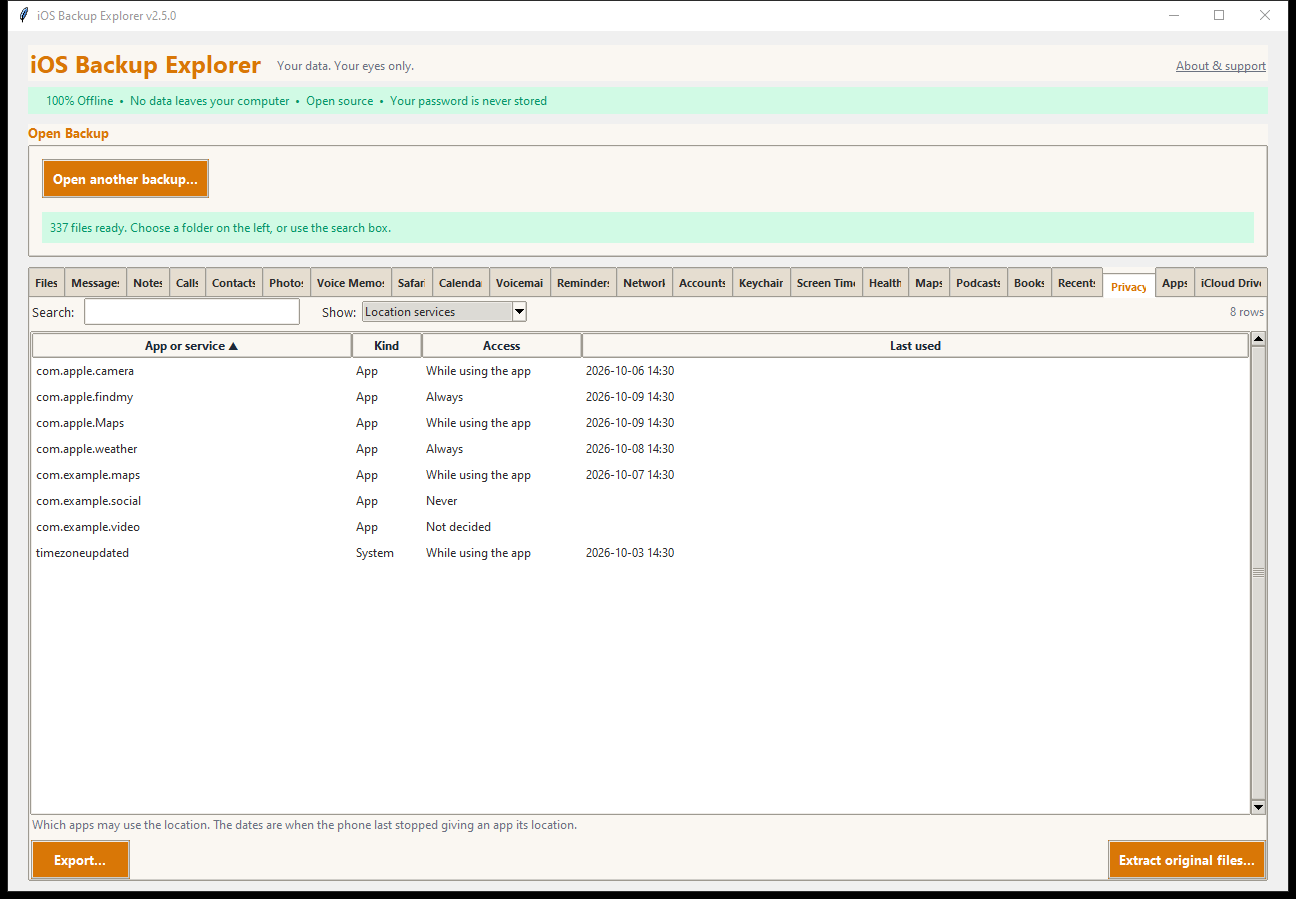 iOS Backup Explorer v2.5.0
iOS Backup Explorer Your data. Your eyes only. About & support
100% Offline • No data leaves your computer • Open source • Your password is never stored
Open Backup
Open another backup...
337 files ready. Choose a folder on the left, or use the search box.
Files Messages Notes Calls Contacts Photos Voice Memos Safari Calenda Voicemai Reminders Network Accounts Keychain Screen Time Health Maps Podcasts Books Recents Privacy Apps iCloud Drive
Search: Show: Location services 8 rows
App or service ▲ Kind Access Last used
com.apple.camera App While using the app 2026-10-06 14:30
com.apple.findmy App Always 2026-10-09 14:30
com.apple.Maps App While using the app 2026-10-09 14:30
com.apple.weather App Always 2026-10-08 14:30
com.example.maps App While using the app 2026-10-07 14:30
com.example.social App Never
com.example.video App Not decided
timezoneupdated System While using the app 2026-10-03 14:30
Which apps may use the location. The dates are when the phone last stopped giving an app its location.
Export... Extract original files...